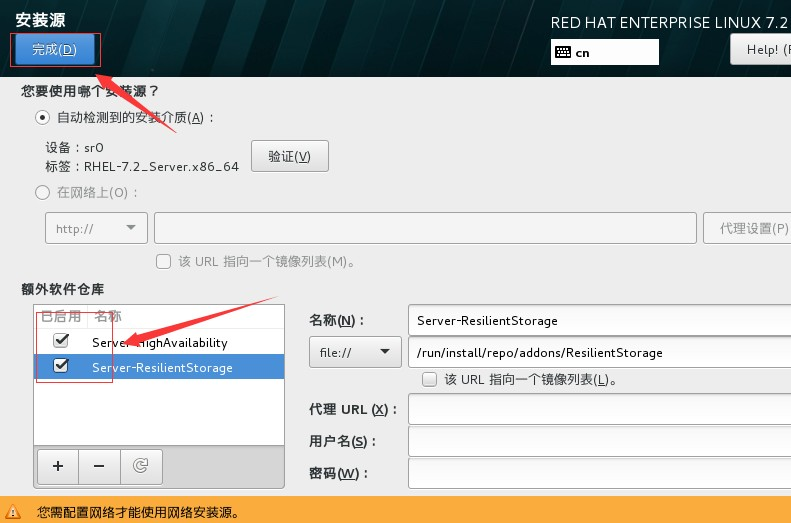 安装源
RED HAT ENTERPRISE LINUX 7.2
完成(D)
cn
Help!
您要使用哪个安装源？
自动检测到的安装介质(A)：
设备：sr0
标签：RHEL-7.2_Server.x86_64
验证(V)
在网络上(O)：
http://
代理设置(P)
该 URL 指向一个镜像列表(M)。
额外软件仓库
已启用 名称
Server-HighAvailability
Server-ResilientStorage
名称(N)：
Server-ResilientStorage
file://
/run/install/repo/addons/ResilientStorage
该 URL 指向一个镜像列表(L)。
代理 URL (X)：
用户名(S)：
密码(W)：
您需配置网络才能使用网络安装源。